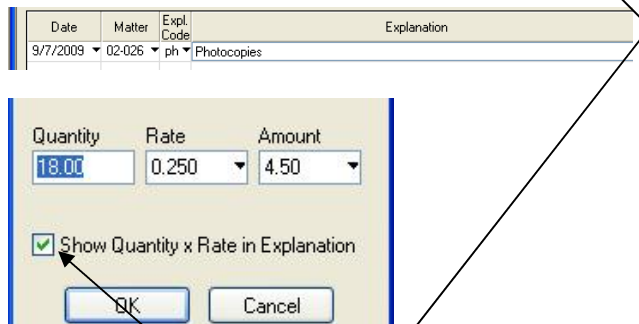 Date Matter Expl. Code Explanation
9/7/2009 02-026 ph Photocopies
Quantity Rate Amount
18.00 0.250 4.50
Show Quantity x Rate in Explanation
OK Cancel